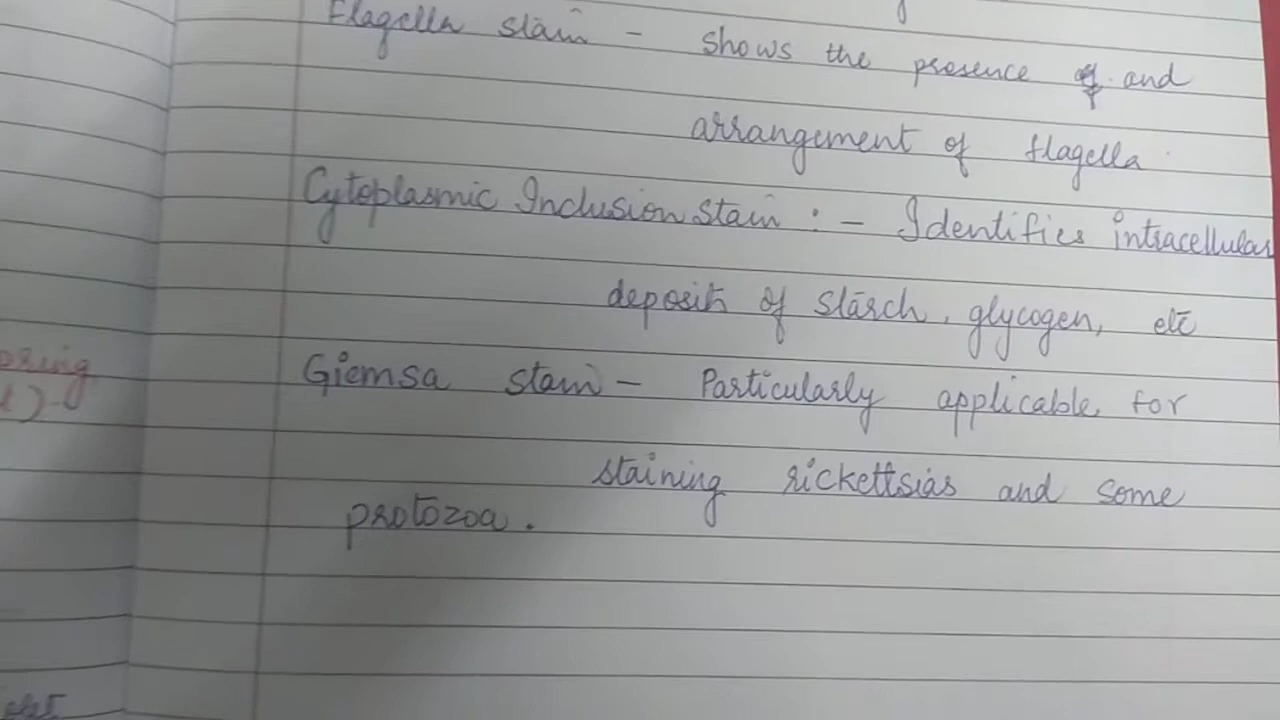 Flagella stain - shows the presence and
arrangement of flagella
Cytoplasmic Inclusion Stain :- Identifies intracellular
deposits of starch, glycogen, etc
Giemsa stain - Particularly applicable for
staining rickettsias and some
protozoa.